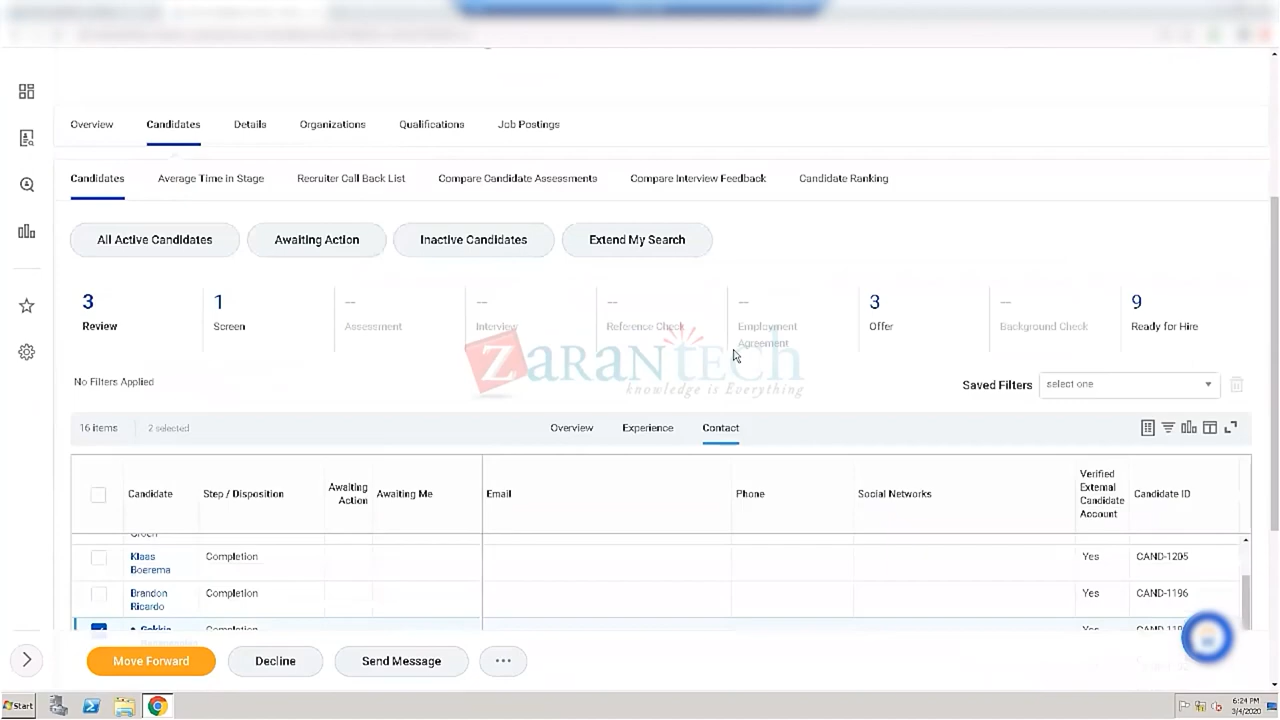 Overview Candidates Details Organizations Qualifications Job Postings
Candidates Average Time in Stage Recruiter Call Back List Compare Candidate Assessments Compare Interview Feedback Candidate Ranking
All Active Candidates Awaiting Action Inactive Candidates Extend My Search
3 1 -- -- -- -- 3 -- 9
Review Screen Assessment Interview Reference Check Employment Agreement Offer Background Check Ready for Hire
ZaranTech
knowledge is Everything
No Filters Applied Saved Filters select one
16 items 2 selected Overview Experience Contact
Candidate Step / Disposition Awaiting Action Awaiting Me Email Phone Social Networks Verified External Candidate Account Candidate ID
Klaas Boerema Completion Yes CAND-1205
Brandon Ricardo Completion Yes CAND-1196
Completion Yes
Move Forward Decline Send Message ...
Start 6:24 PM
3/4/2020